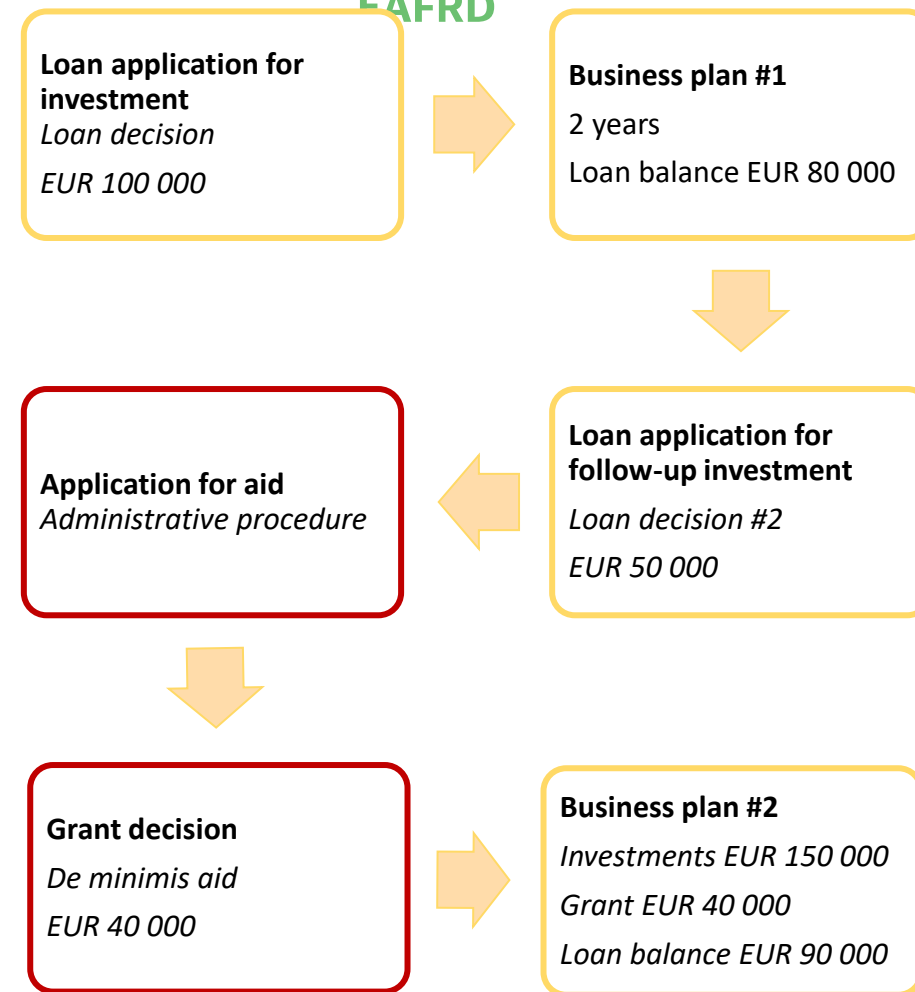 EAFRD
Loan application for
investment
Loan decision
EUR 100 000
Business plan #1
2 years
Loan balance EUR 80 000
Loan application for
follow-up investment
Loan decision #2
EUR 50 000
Application for aid
Administrative procedure
Grant decision
De minimis aid
EUR 40 000
Business plan #2
Investments EUR 150 000
Grant EUR 40 000
Loan balance EUR 90 000